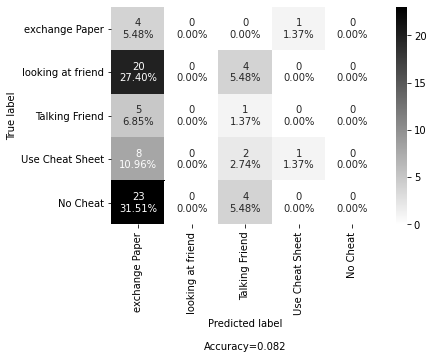 exchange Paper
4 0 0 1 0
5.48% 0.00% 0.00% 1.37% 0.00%
looking at friend
20 0 4 0 0
27.40% 0.00% 5.48% 0.00% 0.00%
Talking Friend
5 0 1 0 0
6.85% 0.00% 1.37% 0.00% 0.00%
Use Cheat Sheet
8 0 2 1 0
10.96% 0.00% 2.74% 1.37% 0.00%
No Cheat
23 0 4 0 0
31.51% 0.00% 5.48% 0.00% 0.00%
True label
exchange Paper
looking at friend
Talking Friend
Use Cheat Sheet
No Cheat
Predicted label
Accuracy=0.082
20
15
10
5
0